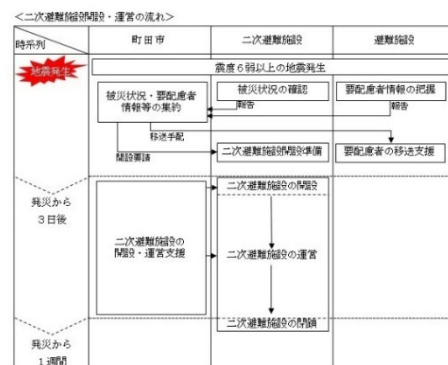 <二次避難施設開設・運営の流れ>
時系列
町田市
二次避難施設
避難施設
地震発生
震度6弱以上の地震発生
被災状況・要配慮者
情報等の集約
被災状況の確認
要配慮者情報の把握
報告
報告
移送手配
開設要請
二次避難施設開設準備
要配慮者の移送支援
発災から
3日後
二次避難施設の開設
二次避難施設の
開設・運営支援
二次避難施設の運営
二次避難施設の閉鎖
発災から
1週間